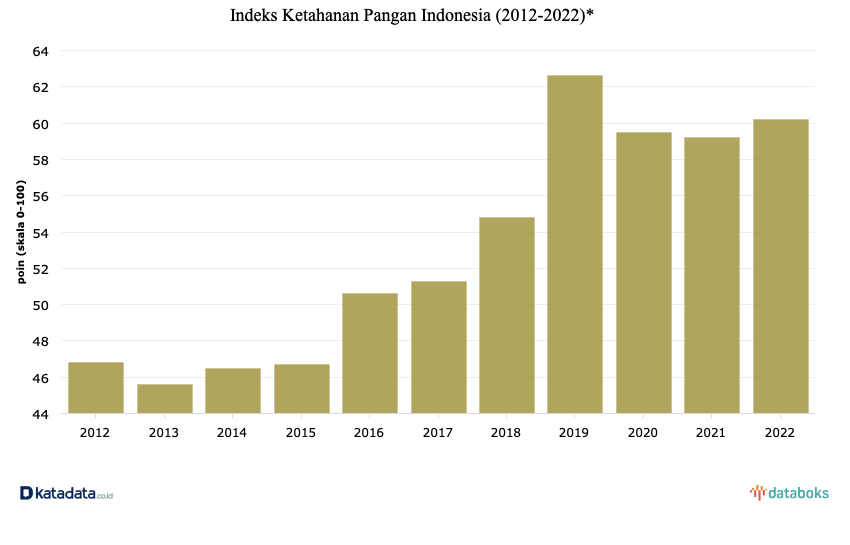 Indeks Ketahanan Pangan Indonesia (2012-2022)*
64
62
60
58
56
54
52
50
48
46
44
poin (skala 0-100)
2012 2013 2014 2015 2016 2017 2018 2019 2020 2021 2022
katadata.co.id
databoks